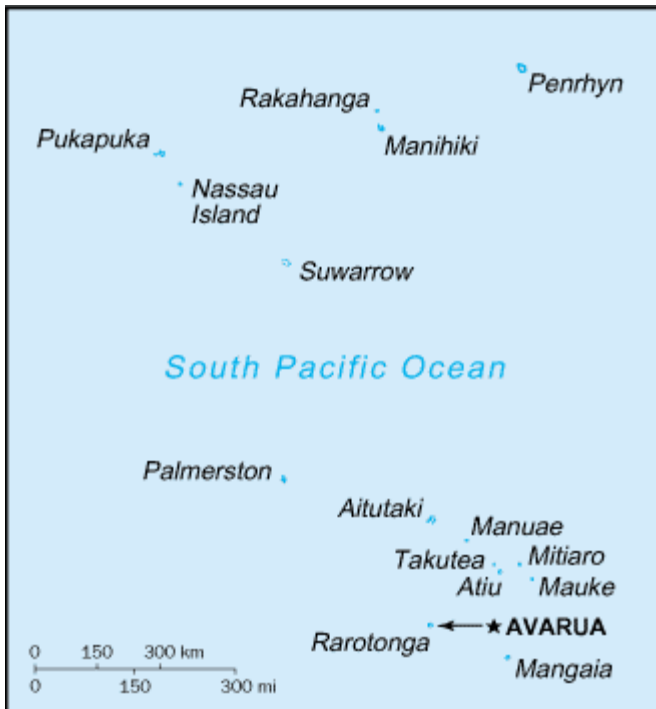 Penrhyn
Rakahanga
Manihiki
Pukapuka
Nassau
Island
Suwarrow
South Pacific Ocean
Palmerston
Aitutaki
Manuae
Takutea
Mitiaro
Atiu
Mauke
AVARUA
Rarotonga
Mangaia
0 150 300 km
0 150 300 mi